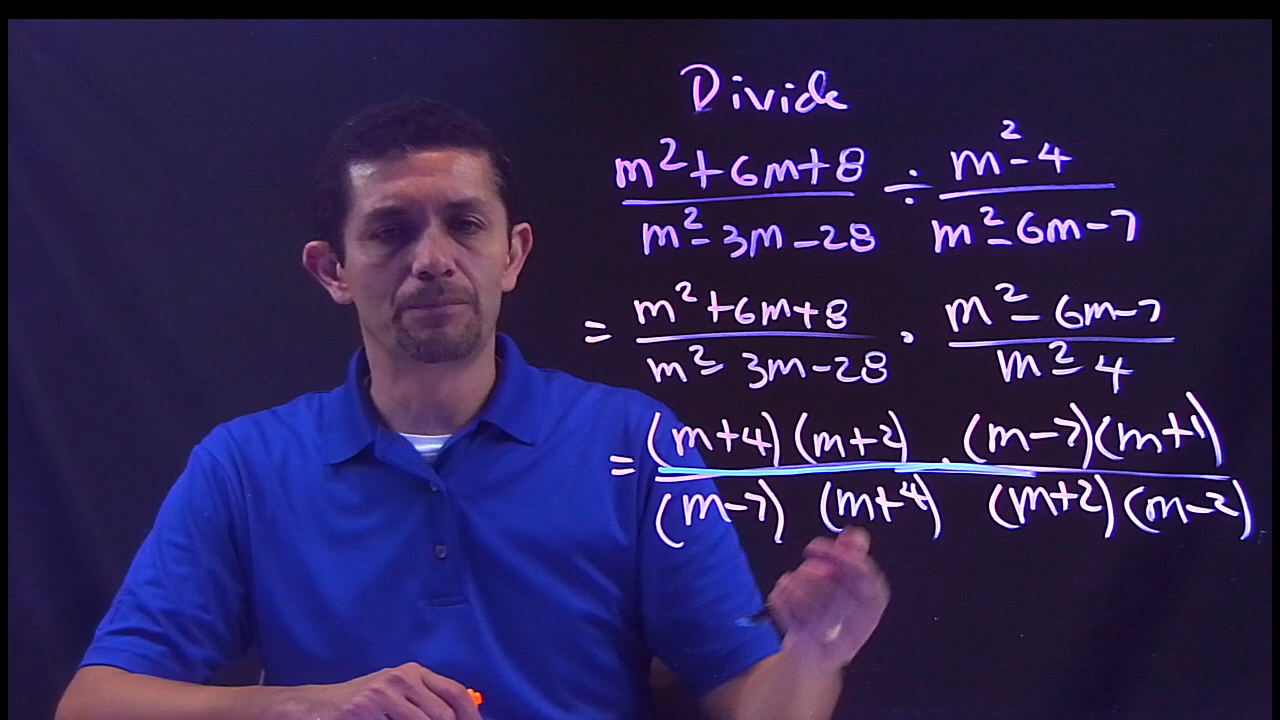 Divide
m²+6m+8 ÷ m²-4
m²-3m-28 m²-6m-7
= m²+6m+8 · m²-6m-7
m²-3m-28 m²-4
= (m+4)(m+2) · (m-7)(m+1)
(m-7) (m+4) (m+2)(m-2)